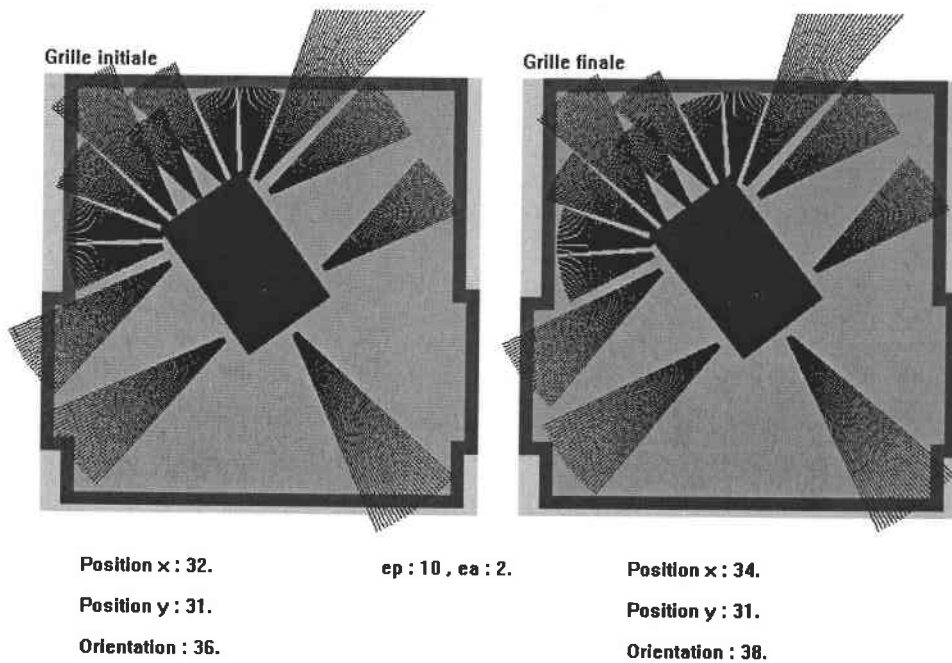 Grille initiale
Grille finale
Position x : 32.
ep : 10 , ea : 2.
Position x : 34.
Position y : 31.
Position y : 31.
Orientation : 36.
Orientation : 38.